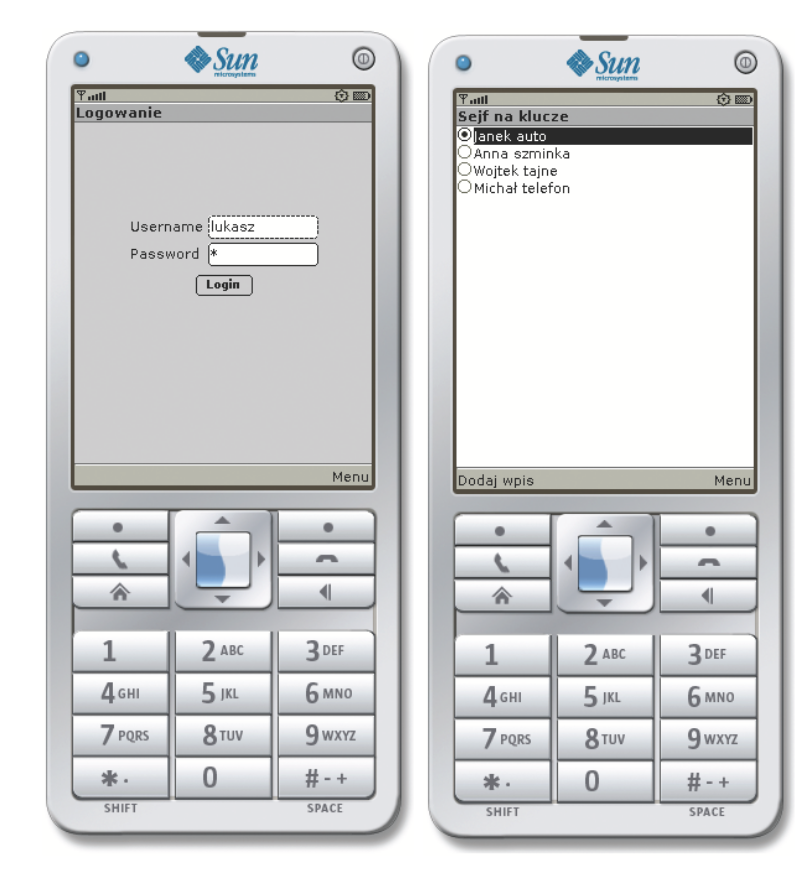 Sun
microsystems
Logowanie
Username lukasz
Password *
Login
Menu
1
2 ABC
3 DEF
4 GHI
5 JKL
6 MNO
7 PQRS
8 TUV
9 WXYZ
* .
0
# - +
SHIFT
SPACE
Sun
microsystems
Sejf na klucze
Janek auto
Anna szminka
Wojtek tajne
Michał telefon
Dodaj wpis
Menu
1
2 ABC
3 DEF
4 GHI
5 JKL
6 MNO
7 PQRS
8 TUV
9 WXYZ
* .
0
# - +
SHIFT
SPACE